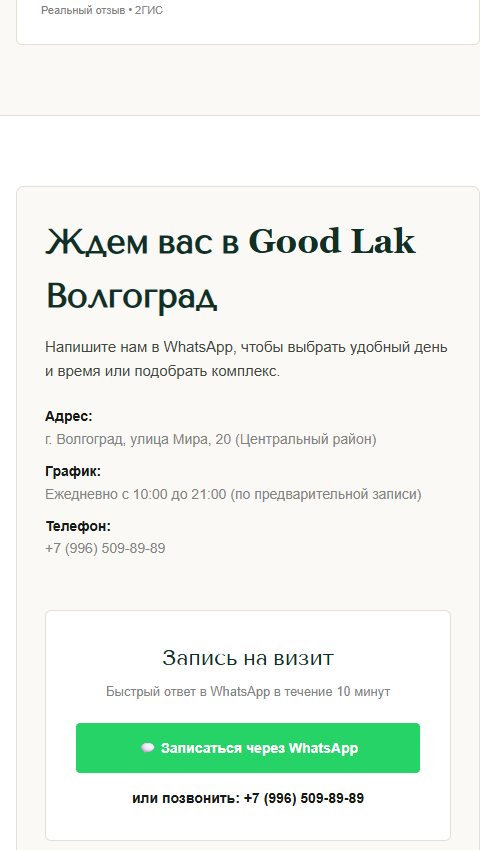 Реальный отзыв • 2ГИС
Ждем вас в Good Lak
Волгоград
Напишите нам в WhatsApp, чтобы выбрать удобный день
и время или подобрать комплекс.
Адрес:
г. Волгоград, улица Мира, 20 (Центральный район)
График:
Ежедневно с 10:00 до 21:00 (по предварительной записи)
Телефон:
+7 (996) 509-89-89
Запись на визит
Быстрый ответ в WhatsApp в течение 10 минут
💬 Записаться через WhatsApp
или позвонить: +7 (996) 509-89-89